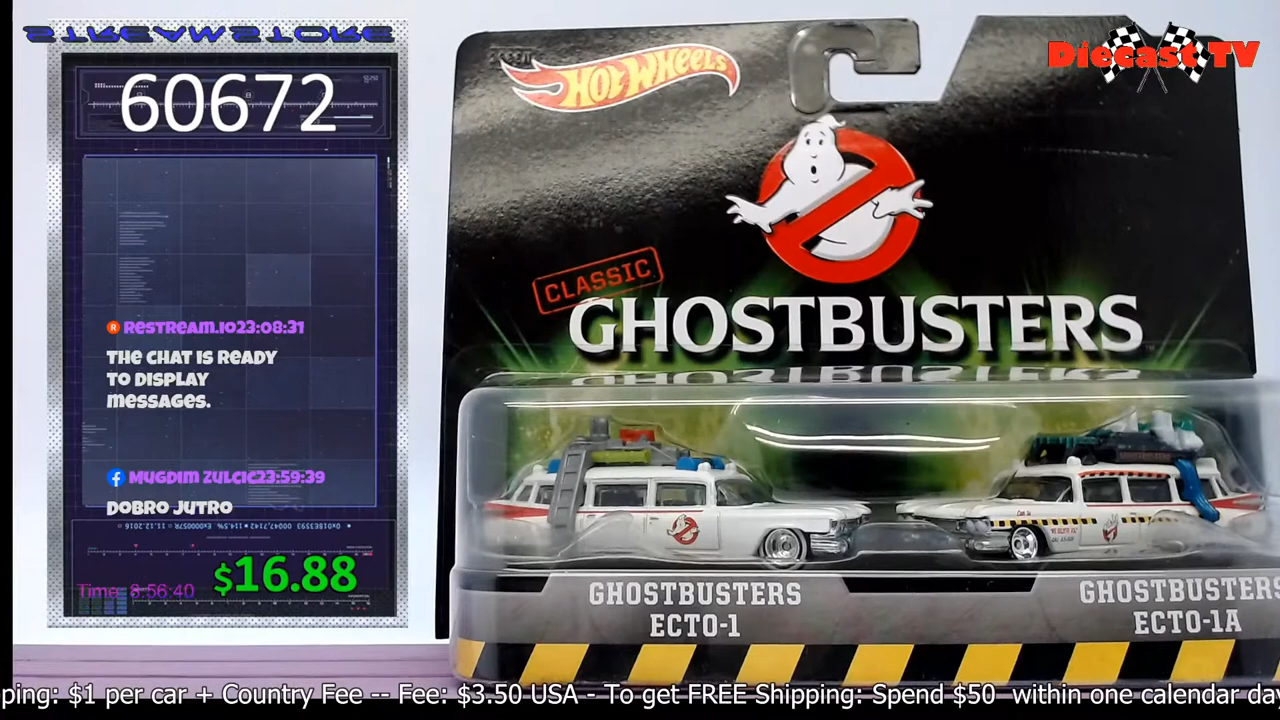 STREAMSTORE
60672
Restream.io23:08:31
The chat is ready
to display
messages.
Mugdim Zulcic23:59:39
Dobro jutro
Time: 8:56:40
$16.88
Hot Wheels
Diecast TV
CLASSIC
GHOSTBUSTERS
GHOSTBUSTERS
ECTO-1
GHOSTBUSTERS
ECTO-1A
ping: $1 per car + Country Fee -- Fee: $3.50 USA - To get FREE Shipping: Spend $50 within one calendar day